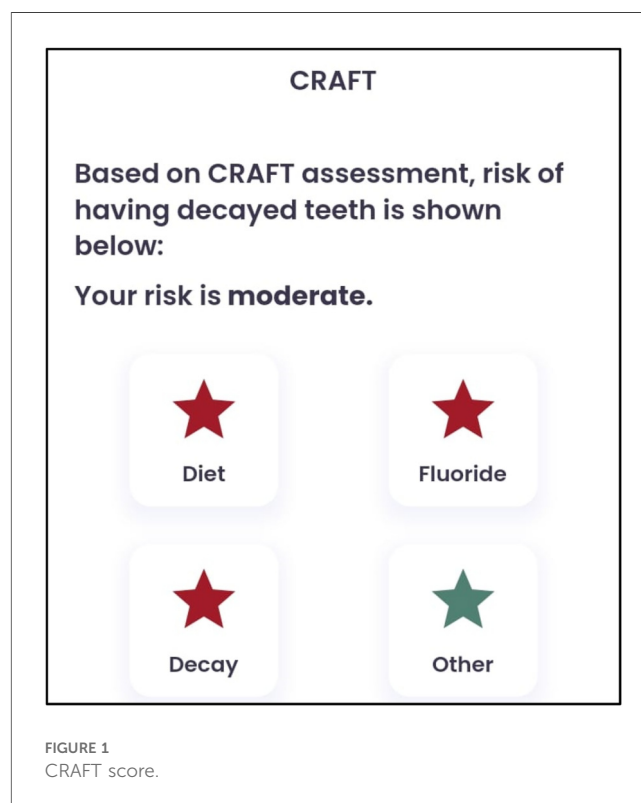 CRAFT
Based on CRAFT assessment, risk of
having decayed teeth is shown
below:
Your risk is moderate.
Diet
Fluoride
Decay
Other
FIGURE 1
CRAFT score.